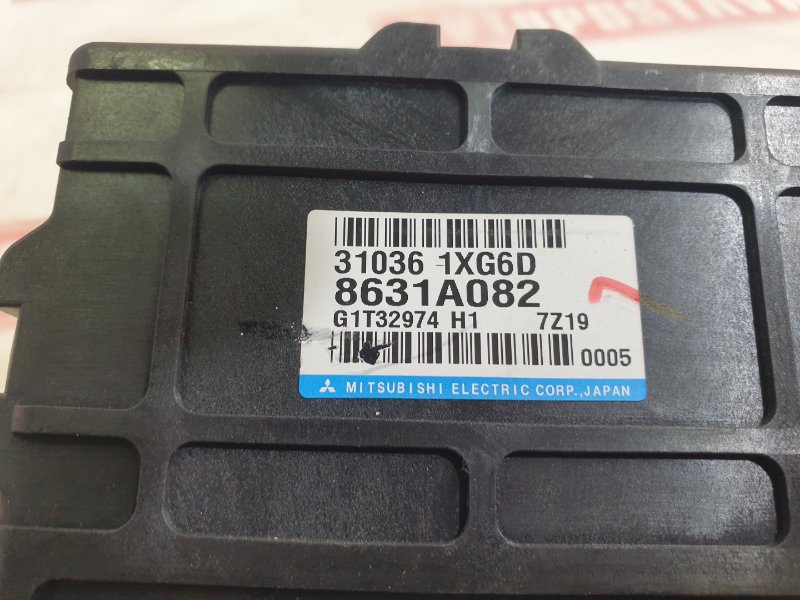 31036 1XG6D
8631A082
G1T32974 H1 7Z19
0005
MITSUBISHI ELECTRIC CORP., JAPAN